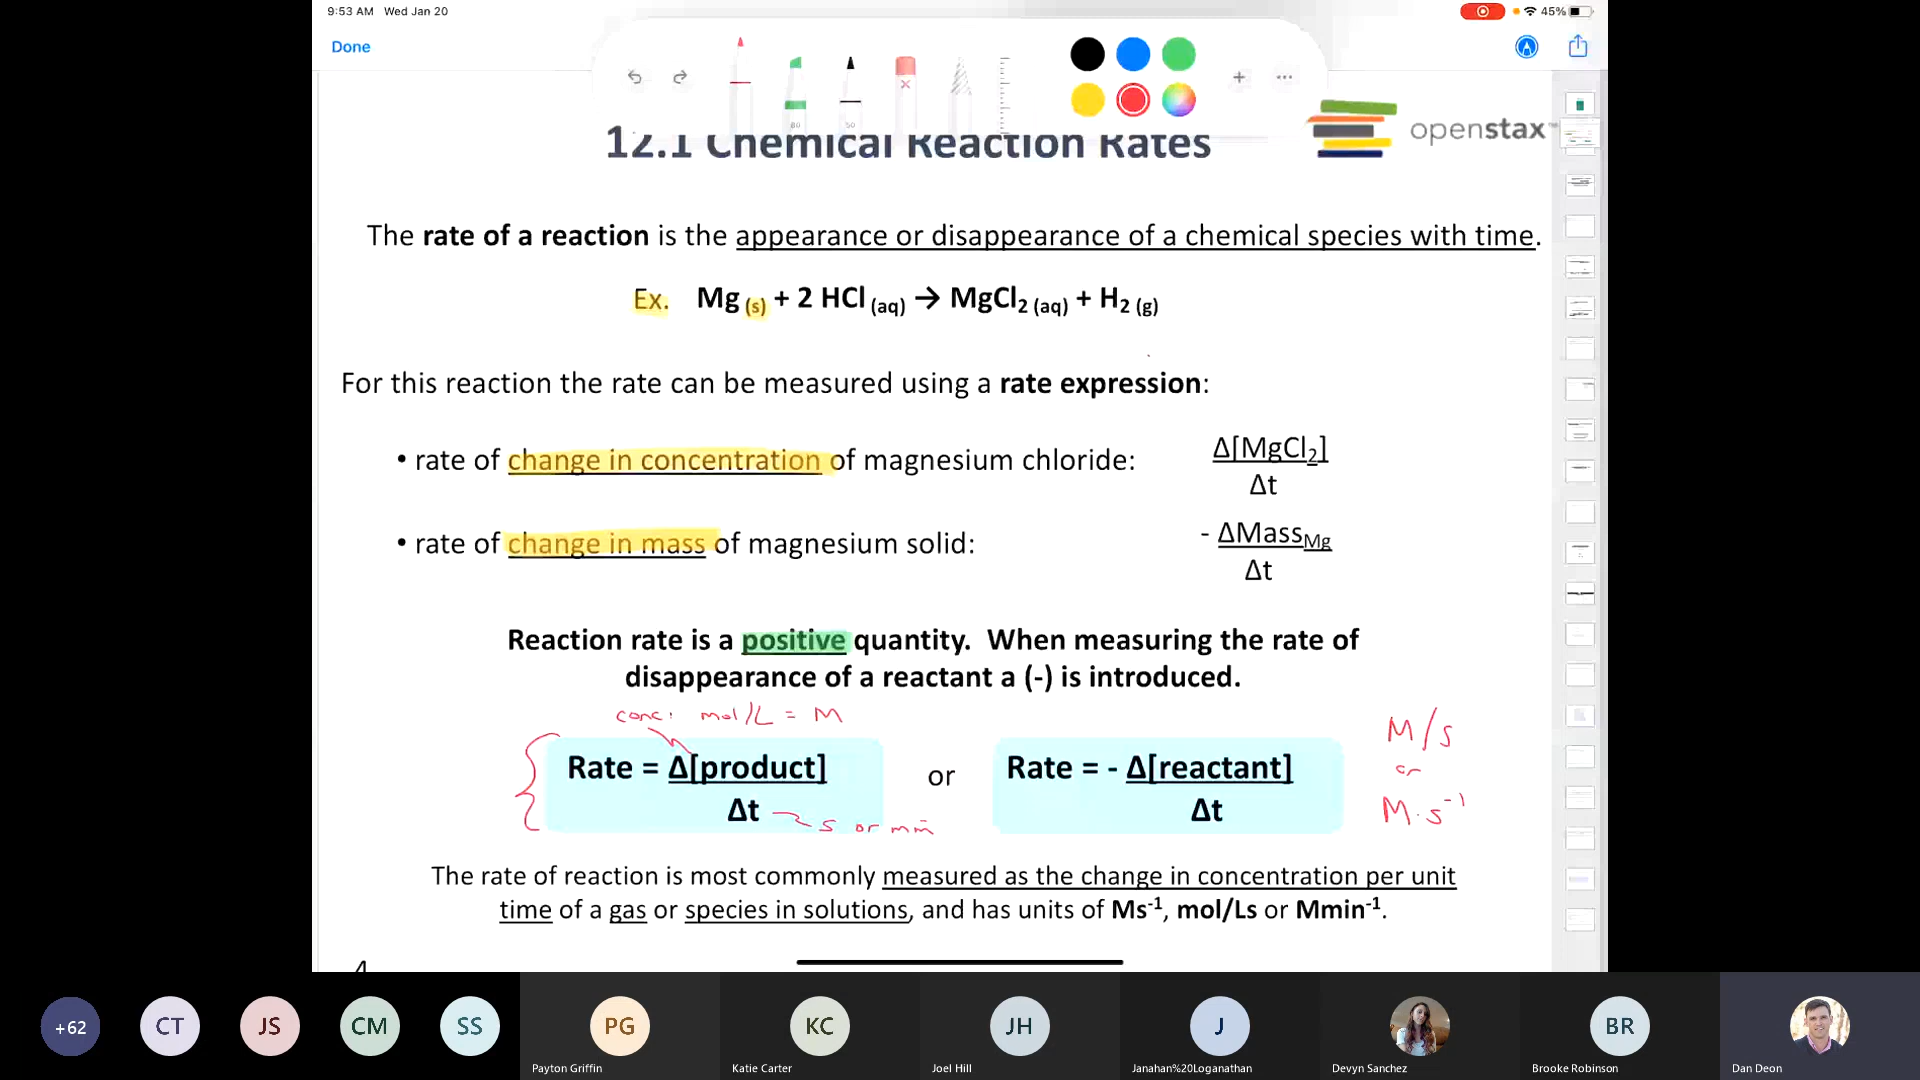 9:53 AM Wed Jan 20
45%
Done
80
50
12.1 Chemical Reaction Rates
openstax™
The rate of a reaction is the appearance or disappearance of a chemical species with time.
Ex. Mg (s) + 2 HCl (aq) → MgCl2 (aq) + H2 (g)
For this reaction the rate can be measured using a rate expression:
• rate of change in concentration of magnesium chloride: Δ[MgCl2]
Δt
• rate of change in mass of magnesium solid: - ΔMassMg
Δt
Reaction rate is a positive quantity. When measuring the rate of
disappearance of a reactant a (-) is introduced.
conc: mol/L = M
M/s
or
M·s-1
Rate = Δ[product] or Rate = - Δ[reactant]
Δt s or min Δt
The rate of reaction is most commonly measured as the change in concentration per unit
time of a gas or species in solutions, and has units of Ms-1, mol/Ls or Mmin-1.
4
+62 CT JS CM SS PG KC JH J BR
Payton Griffin Katie Carter Joel Hill Janahan%20Loganathan Devyn Sanchez Brooke Robinson Dan Deon